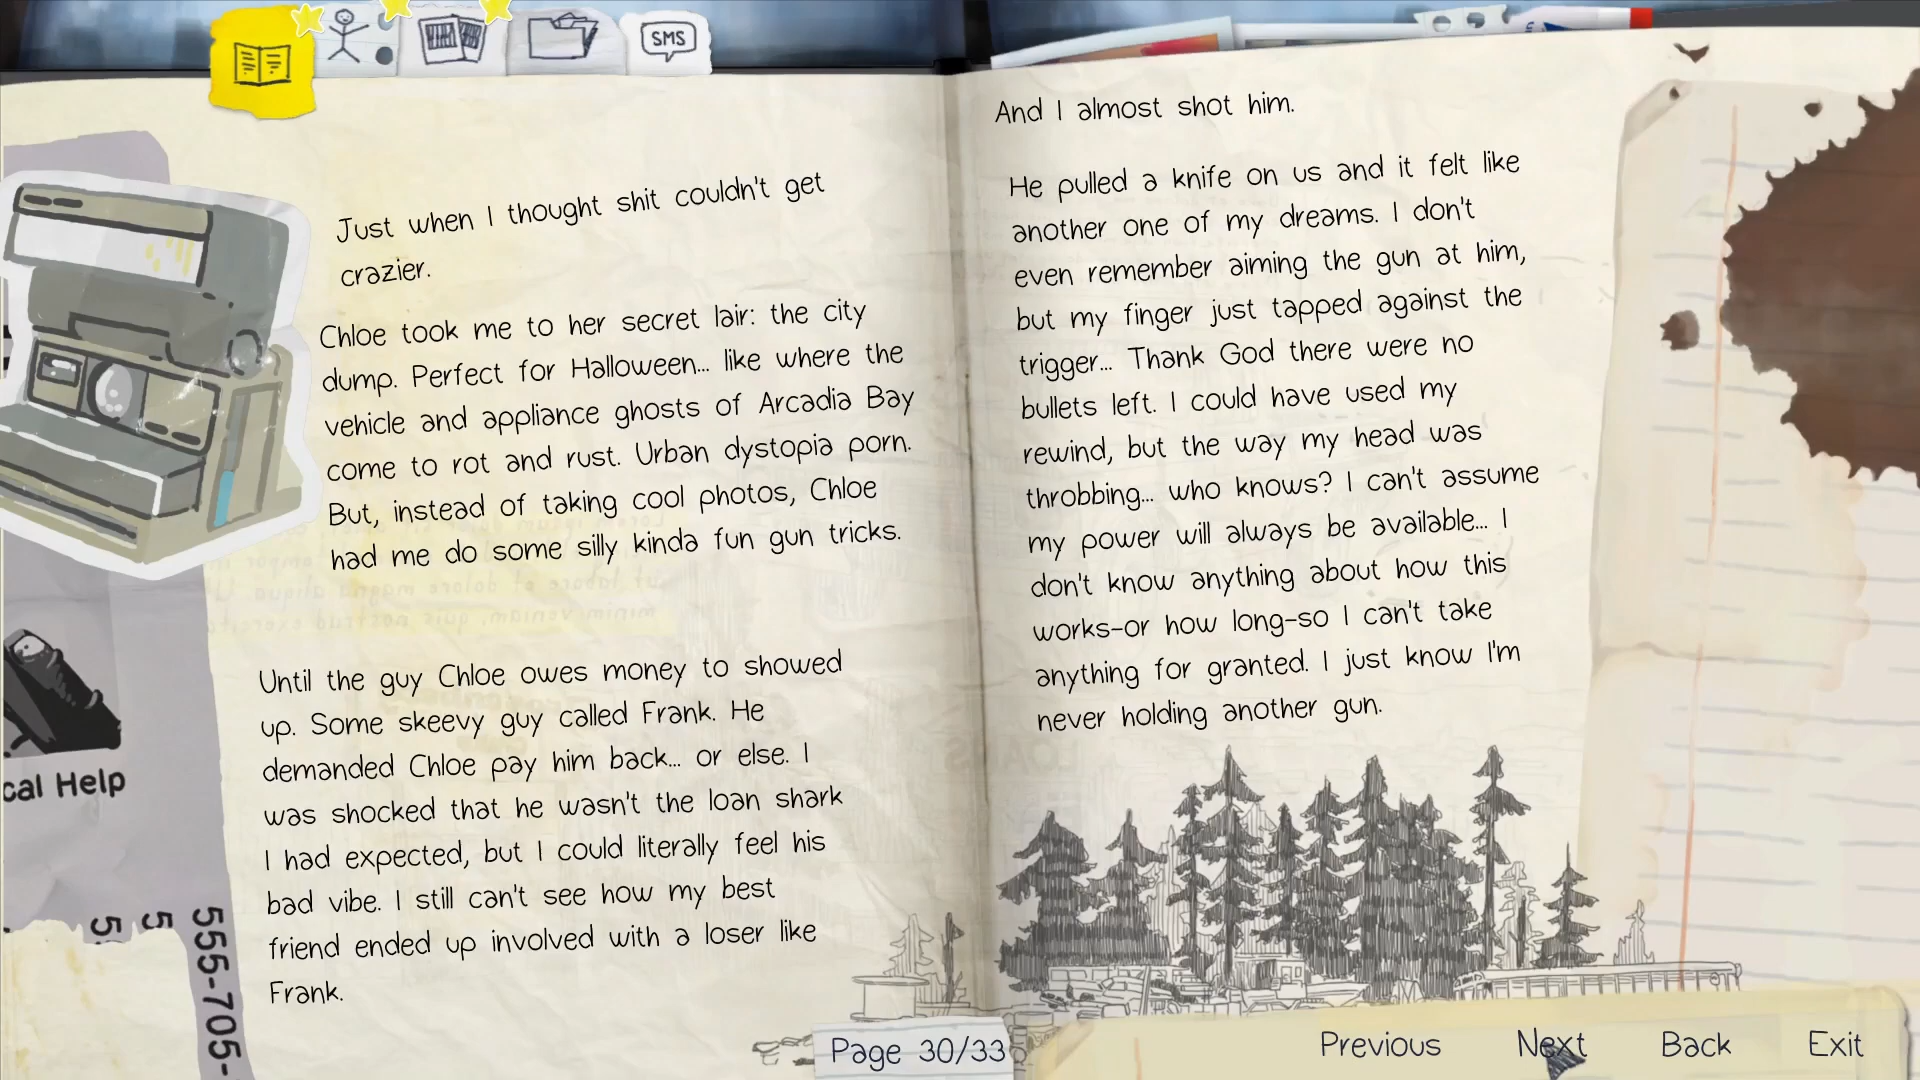 SMS
Just when I thought shit couldn't get
crazier.
Chloe took me to her secret lair: the city
dump. Perfect for Halloween... like where the
vehicle and appliance ghosts of Arcadia Bay
come to rot and rust. Urban dystopia porn.
But, instead of taking cool photos, Chloe
had me do some silly kinda fun gun tricks.
Until the guy Chloe owes money to showed
up. Some skeevy guy called Frank. He
demanded Chloe pay him back... or else. I
was shocked that he wasn't the loan shark
I had expected, but I could literally feel his
bad vibe. I still can't see how my best
friend ended up involved with a loser like
Frank.
cal Help
5
5
555-705-
And I almost shot him.
He pulled a knife on us and it felt like
another one of my dreams. I don't
even remember aiming the gun at him,
but my finger just tapped against the
trigger... Thank God there were no
bullets left. I could have used my
rewind, but the way my head was
throbbing... who knows? I can't assume
my power will always be available... I
don't know anything about how this
works-or how long-so I can't take
anything for granted. I just know I'm
never holding another gun.
Page 30/33
Previous
Next
Back
Exit